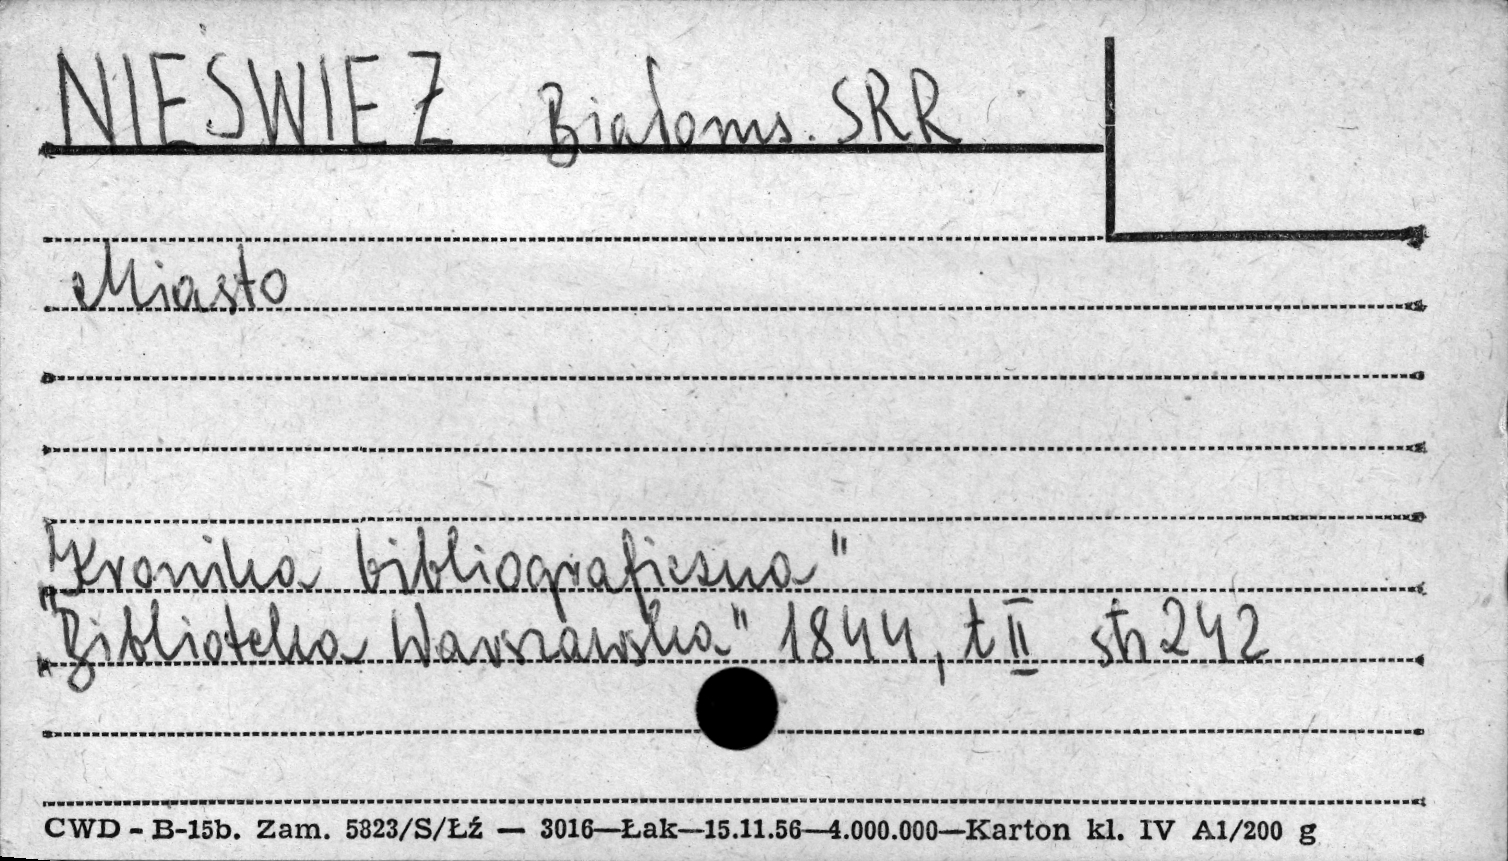 NIEŚWIEŻ Białorus. SRR
Miasto
"Kronika bibliograficzna"
"Biblioteka Warszawska" 1844, t II str 242
CWD - B-15b. Zam. 5823/S/Łź — 3016—Łak—15.11.56—4.000.000—Karton kl. IV A1/200 g